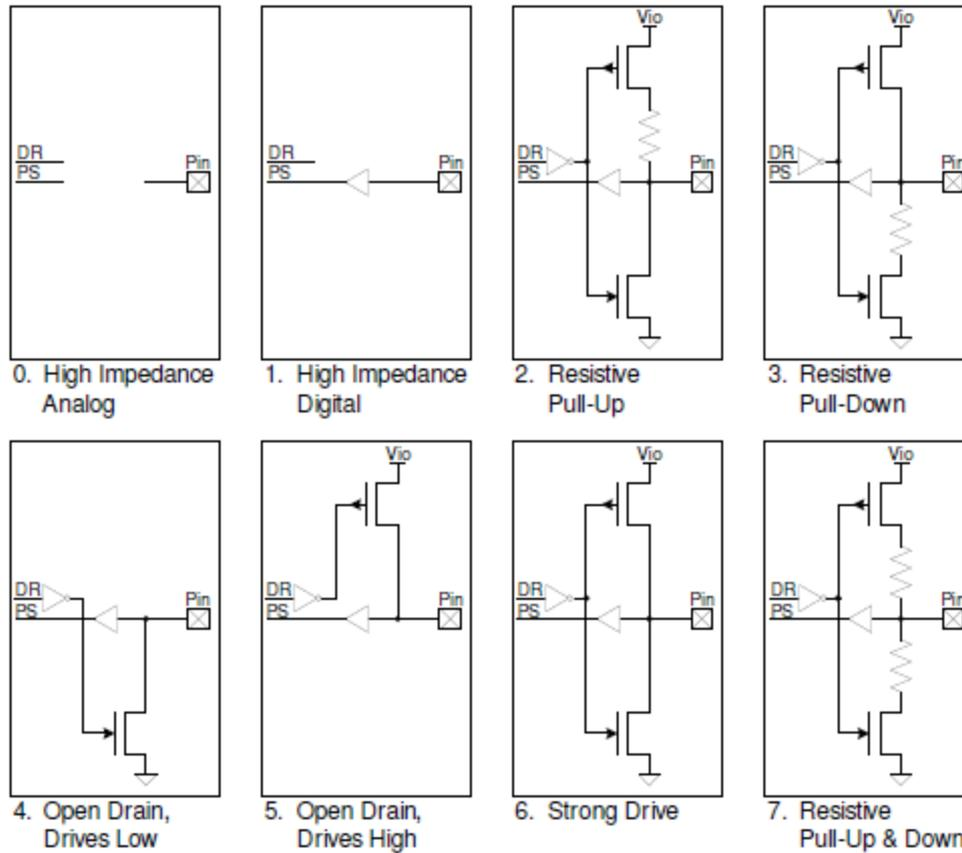 Vio
Vio
DR
PS
Pin
DR
PS
Pin
DR
PS
Pin
DR
PS
Pin
0. High Impedance
Analog
1. High Impedance
Digital
2. Resistive
Pull-Up
3. Resistive
Pull-Down
Vio
Vio
Vio
DR
PS
Pin
DR
PS
Pin
DR
PS
Pin
DR
PS
Pin
4. Open Drain,
Drives Low
5. Open Drain,
Drives High
6. Strong Drive
7. Resistive
Pull-Up & Down